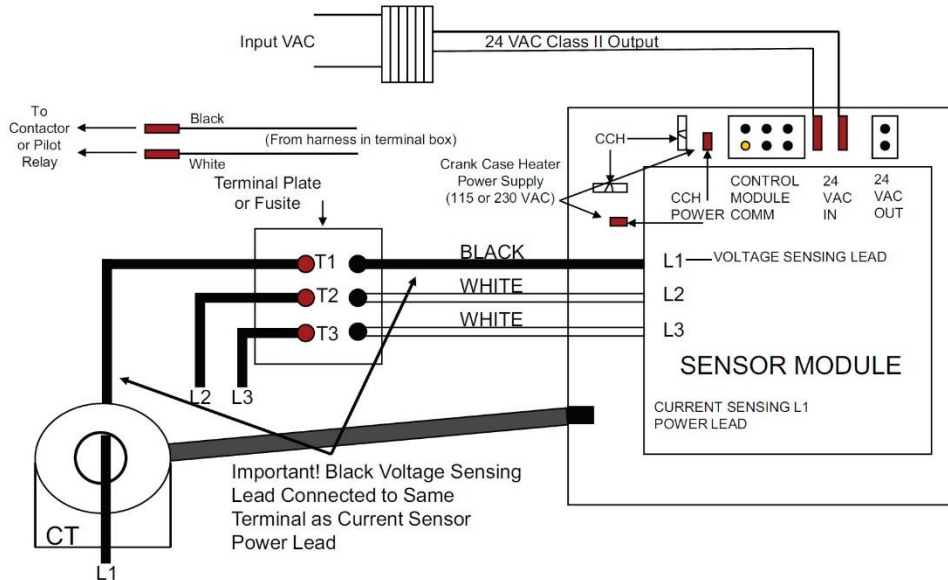 Input VAC
24 VAC Class II Output
To
Contactor
or Pilot
Relay
Black
(From harness in terminal box)
White
Terminal Plate
or Fusite
CCH
Crank Case Heater
Power Supply
(115 or 230 VAC)
CCH
POWER
CONTROL
MODULE
COMM
24
VAC
IN
24
VAC
OUT
T1
T2
T3
BLACK
WHITE
WHITE
L1
VOLTAGE SENSING LEAD
L2
L3
SENSOR MODULE
CURRENT SENSING L1
POWER LEAD
L2
L3
Important! Black Voltage Sensing
Lead Connected to Same
Terminal as Current Sensor
Power Lead
CT
L1